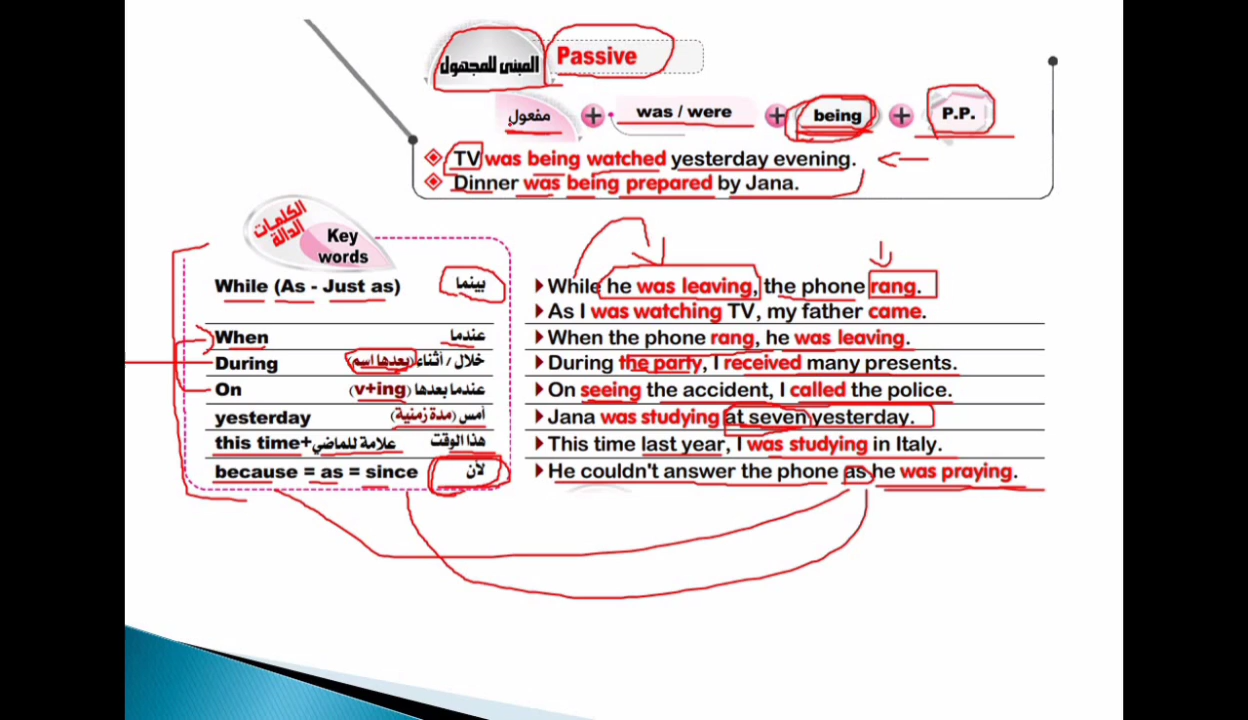 المبنى للمجهول Passive
مفعول + was / were + being + P.P.
TV was being watched yesterday evening.
Dinner was being prepared by Jana.
الكلمات الدالة
Key words
While (As - Just as) بينما
While he was leaving, the phone rang.
As I was watching TV, my father came.
When عندما
When the phone rang, he was leaving.
During خلال / أثناء (بعدها اسم)
During the party, I received many presents.
On عندما بعدها (v+ing)
On seeing the accident, I called the police.
yesterday أمس (مدة زمنية)
Jana was studying at seven yesterday.
this time+علامة للماضي هذا الوقت
This time last year, I was studying in Italy.
because = as = since لأن
He couldn't answer the phone as he was praying.